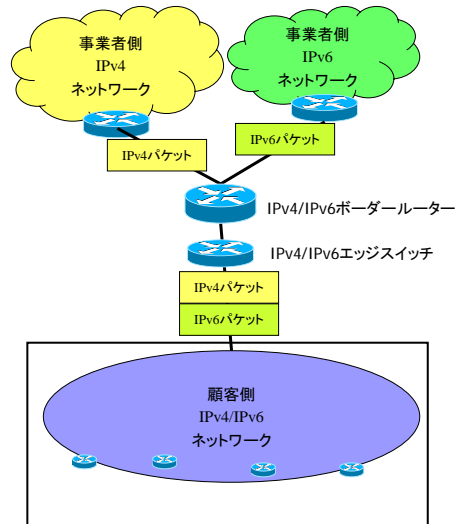 事業者側
IPv4
ネットワーク
事業者側
IPv6
ネットワーク
IPv4パケット
IPv6パケット
IPv4/IPv6ボーダールーター
IPv4/IPv6エッジスイッチ
IPv4パケット
IPv6パケット
顧客側
IPv4/IPv6
ネットワーク